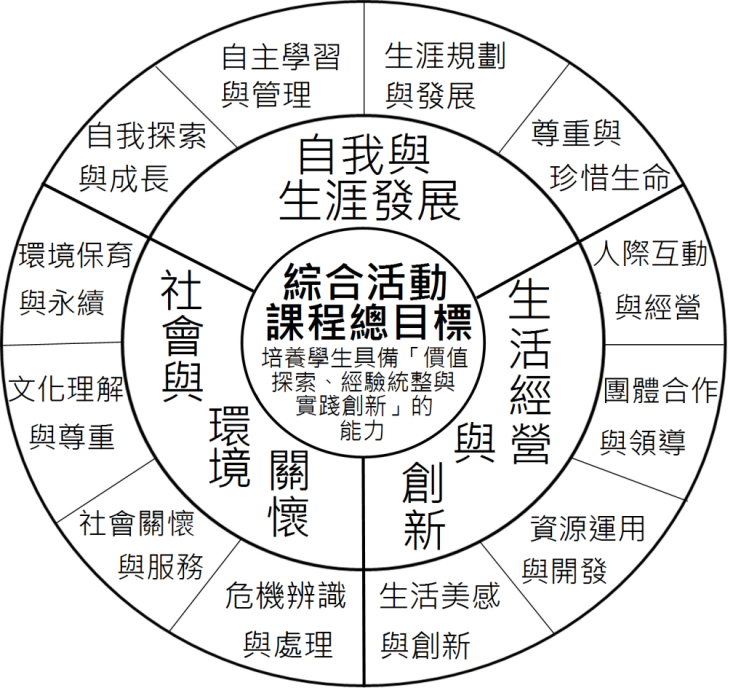 綜合活動
課程總目標
培養學生具備「價值
探索、經驗統整與
實踐創新」的
能力
自我與
生涯發展
生活經營
與
創新
社會與
環境
關懷
自我探索
與成長
自主學習
與管理
生涯規劃
與發展
尊重與
珍惜生命
人際互動
與經營
團體合作
與領導
資源運用
與開發
生活美感
與創新
危機辨識
與處理
社會關懷
與服務
文化理解
與尊重
環境保育
與永續